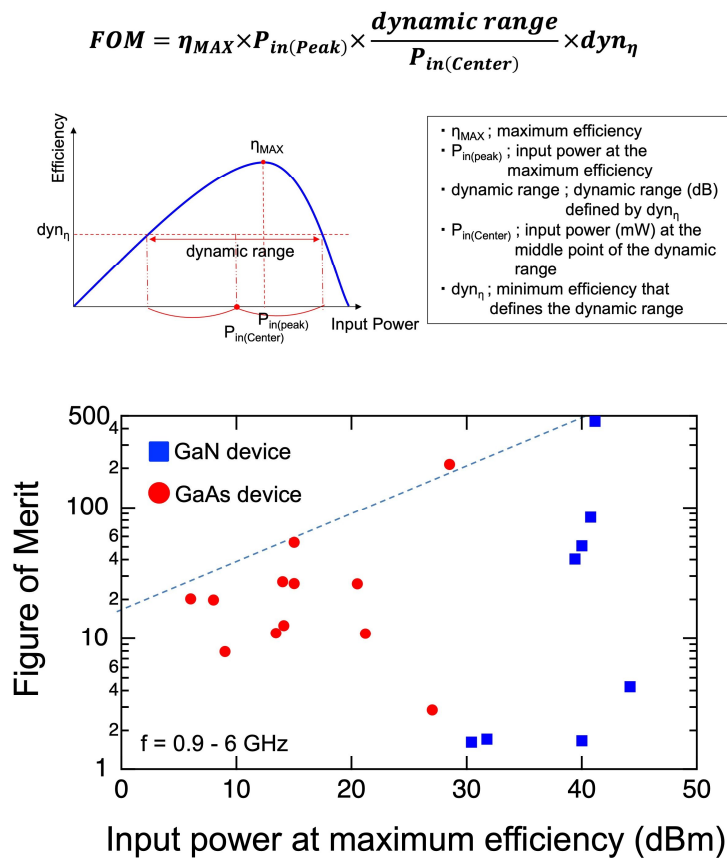 FOM = η_MAX × P_in(Peak) × dynamic range / P_in(Center) × dyn_η
Efficiency
η_MAX
dyn_η
dynamic range
P_in(peak)
P_in(Center)
Input Power
・η_MAX ; maximum efficiency
・P_in(peak) ; input power at the
maximum efficiency
・dynamic range ; dynamic range (dB)
defined by dyn_η
・P_in(Center) ; input power (mW) at the
middle point of the dynamic
range
・dyn_η ; minimum efficiency that
defines the dynamic range
Figure of Merit
500
4
2
100
6
4
2
10
6
4
2
1
GaN device
GaAs device
f = 0.9 - 6 GHz
0 10 20 30 40 50
Input power at maximum efficiency (dBm)